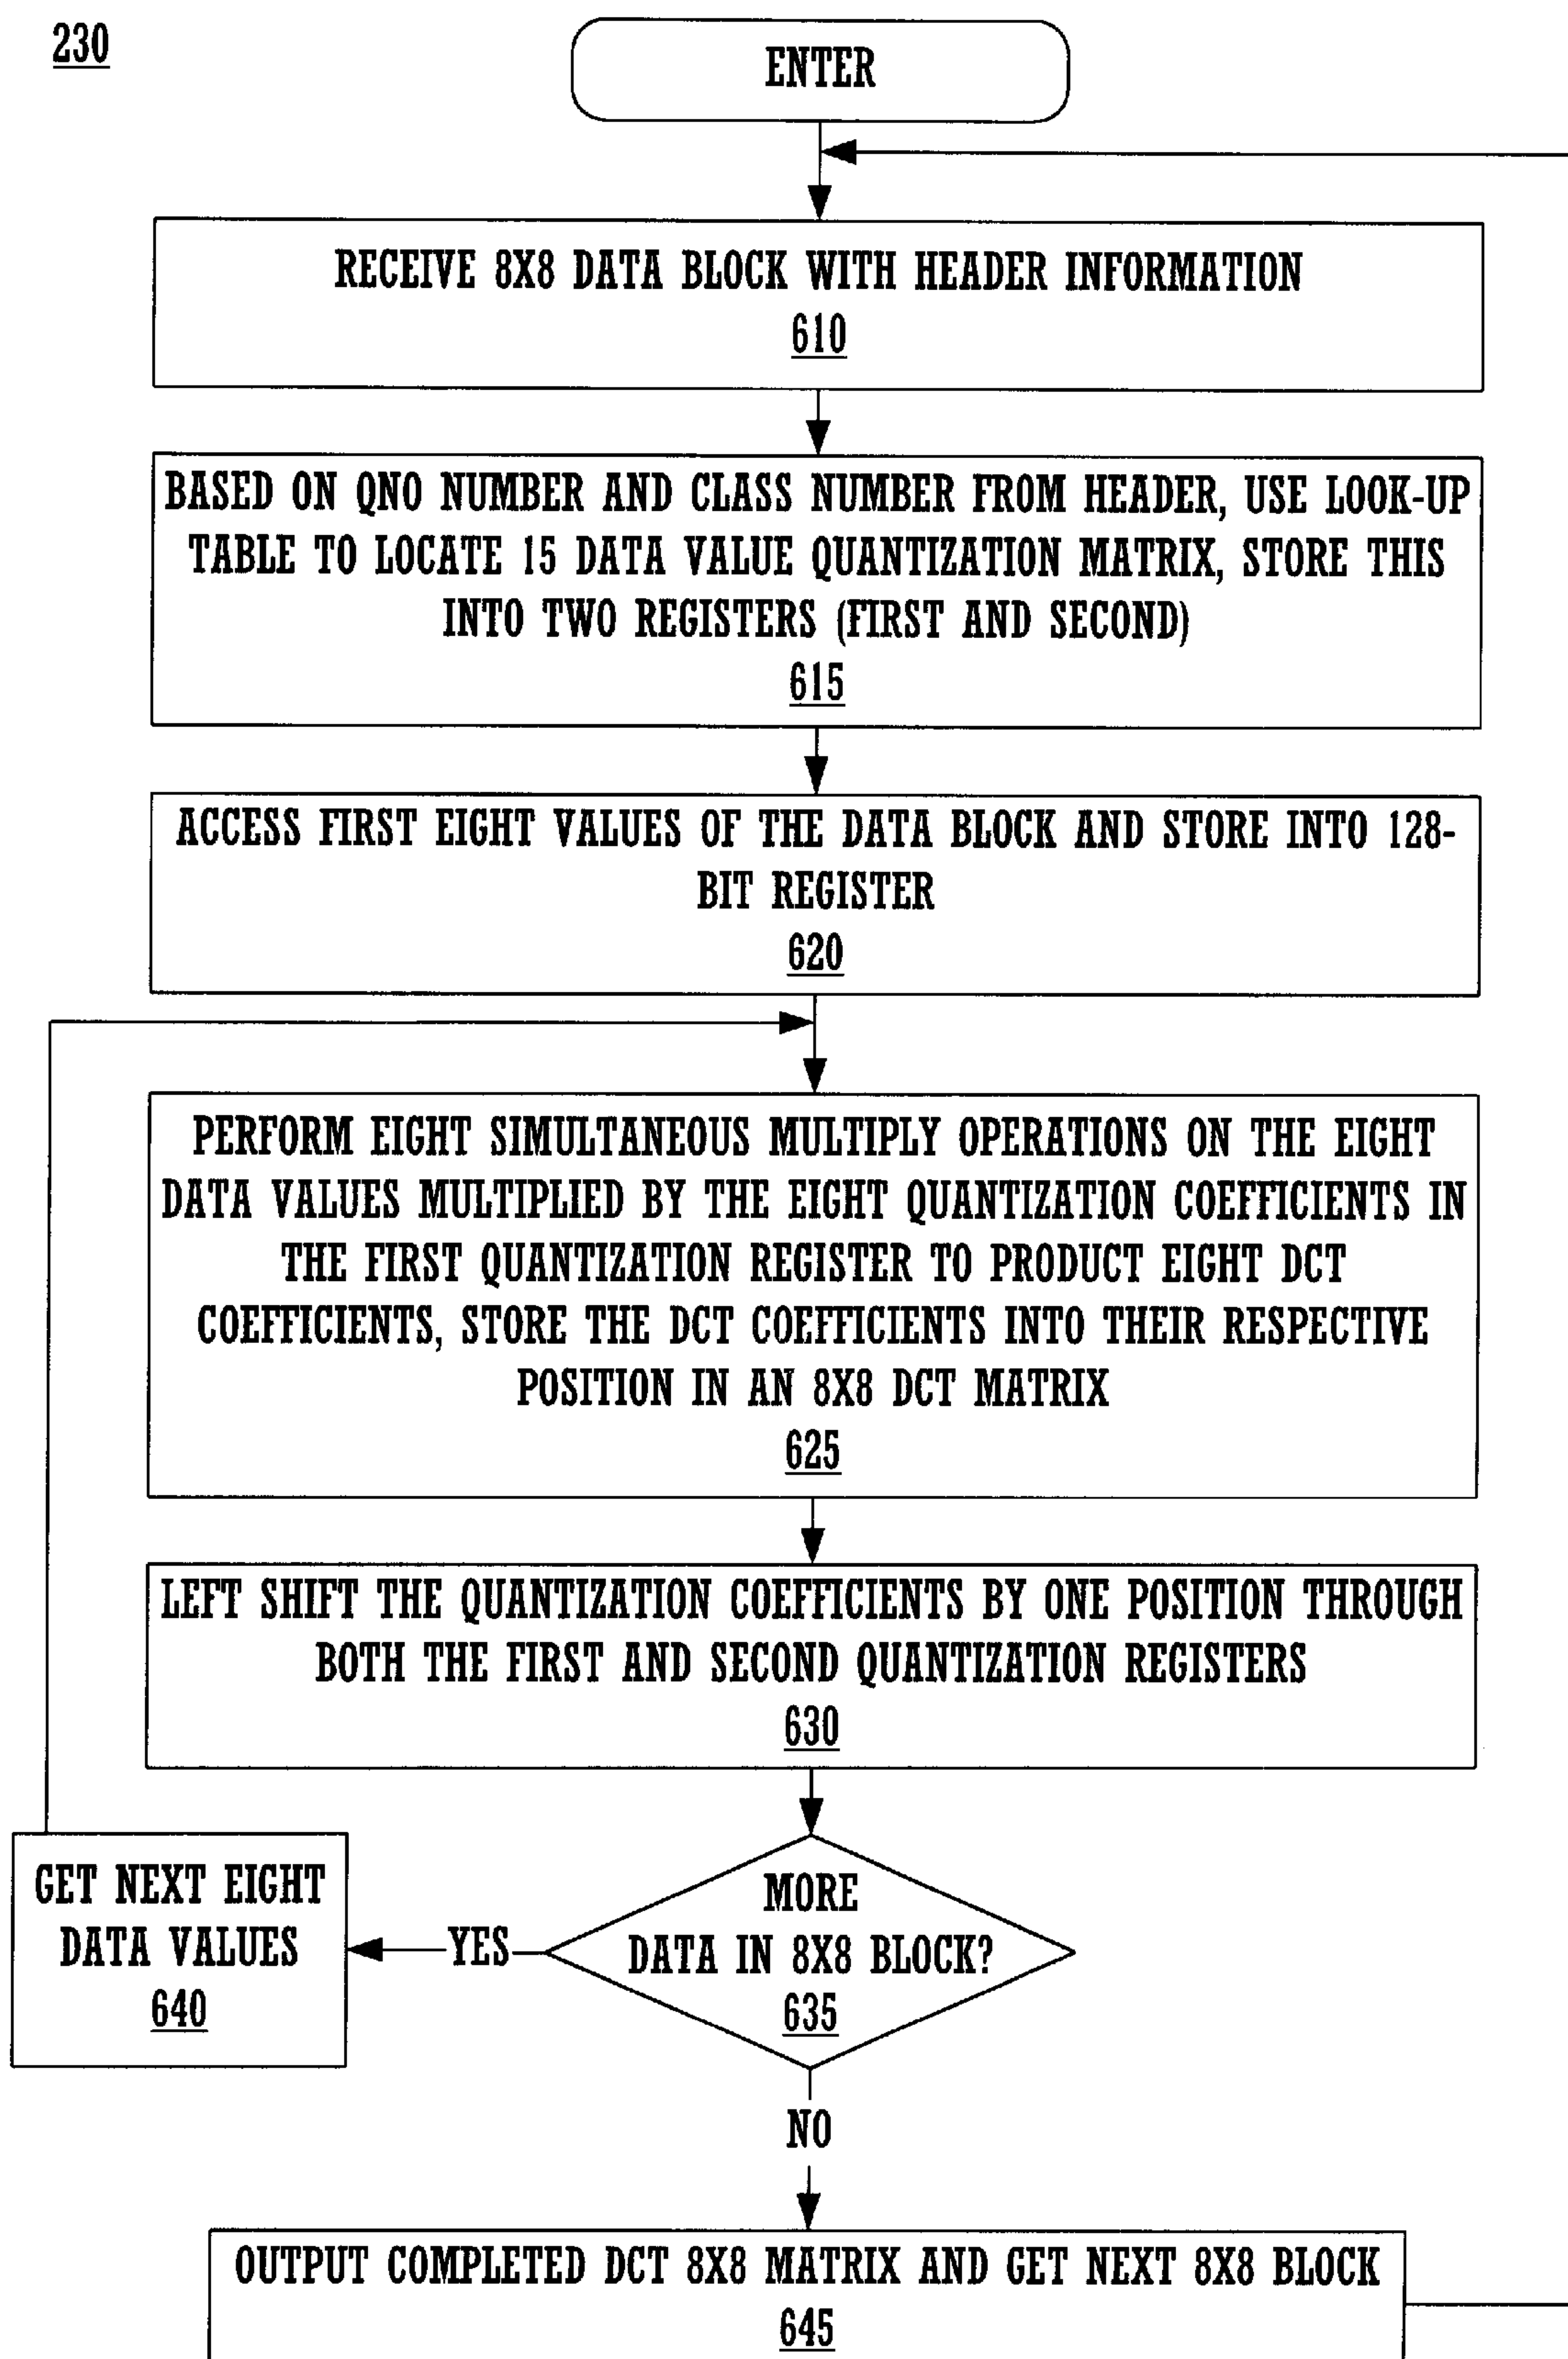 230
ENTER
RECEIVE 8X8 DATA BLOCK WITH HEADER INFORMATION
610
BASED ON QNO NUMBER AND CLASS NUMBER FROM HEADER, USE LOOK-UP
TABLE TO LOCATE 15 DATA VALUE QUANTIZATION MATRIX, STORE THIS
INTO TWO REGISTERS (FIRST AND SECOND)
615
ACCESS FIRST EIGHT VALUES OF THE DATA BLOCK AND STORE INTO 128-
BIT REGISTER
620
PERFORM EIGHT SIMULTANEOUS MULTIPLY OPERATIONS ON THE EIGHT
DATA VALUES MULTIPLIED BY THE EIGHT QUANTIZATION COEFFICIENTS IN
THE FIRST QUANTIZATION REGISTER TO PRODUCT EIGHT DCT
COEFFICIENTS, STORE THE DCT COEFFICIENTS INTO THEIR RESPECTIVE
POSITION IN AN 8X8 DCT MATRIX
625
LEFT SHIFT THE QUANTIZATION COEFFICIENTS BY ONE POSITION THROUGH
BOTH THE FIRST AND SECOND QUANTIZATION REGISTERS
630
MORE
DATA IN 8X8 BLOCK?
635
YES
GET NEXT EIGHT
DATA VALUES
640
NO
OUTPUT COMPLETED DCT 8X8 MATRIX AND GET NEXT 8X8 BLOCK
645